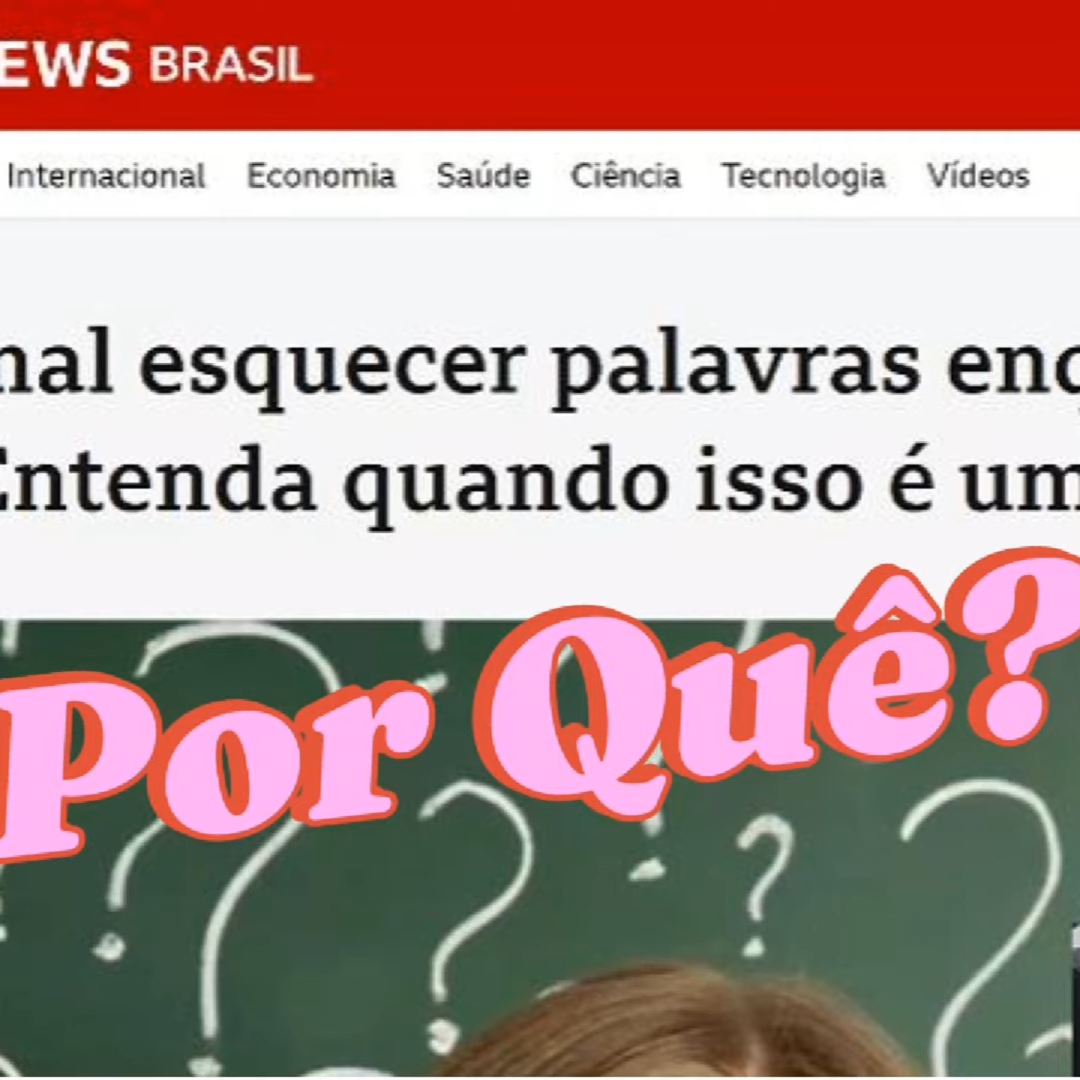 EWS BRASIL
Internacional Economia Saúde Ciência Tecnologia Vídeos
nal esquecer palavras enq
Entenda quando isso é um
Por Quê?